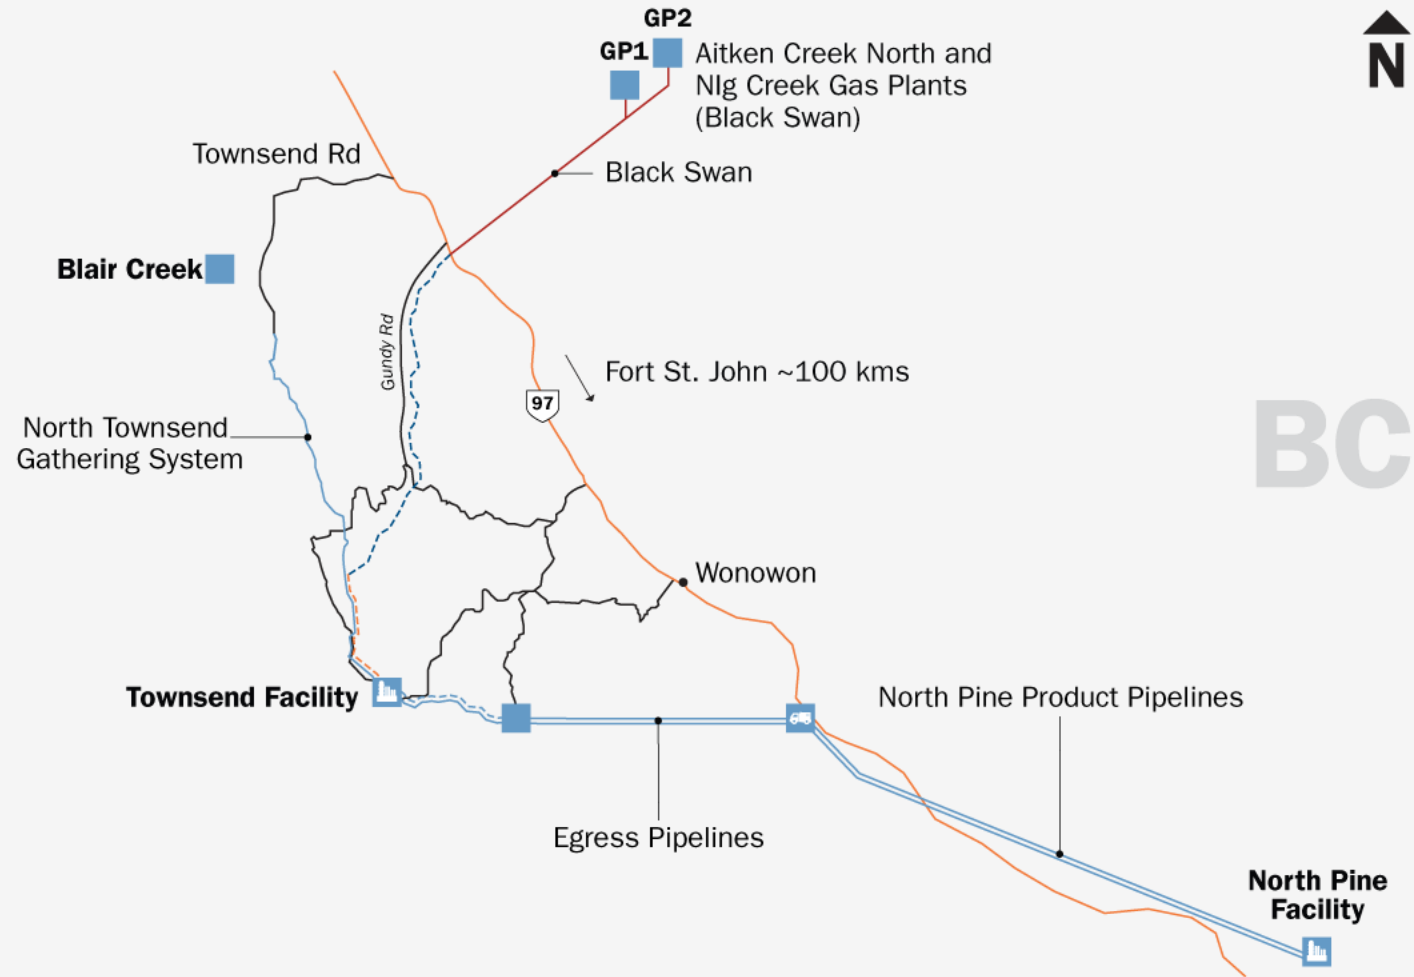 GP2
GP1
Aitken Creek North and
NIg Creek Gas Plants
(Black Swan)
N
Townsend Rd
Black Swan
Blair Creek
Gundy Rd
Fort St. John ~100 kms
97
BC
North Townsend
Gathering System
Wonowon
Townsend Facility
North Pine Product Pipelines
Egress Pipelines
North Pine
Facility